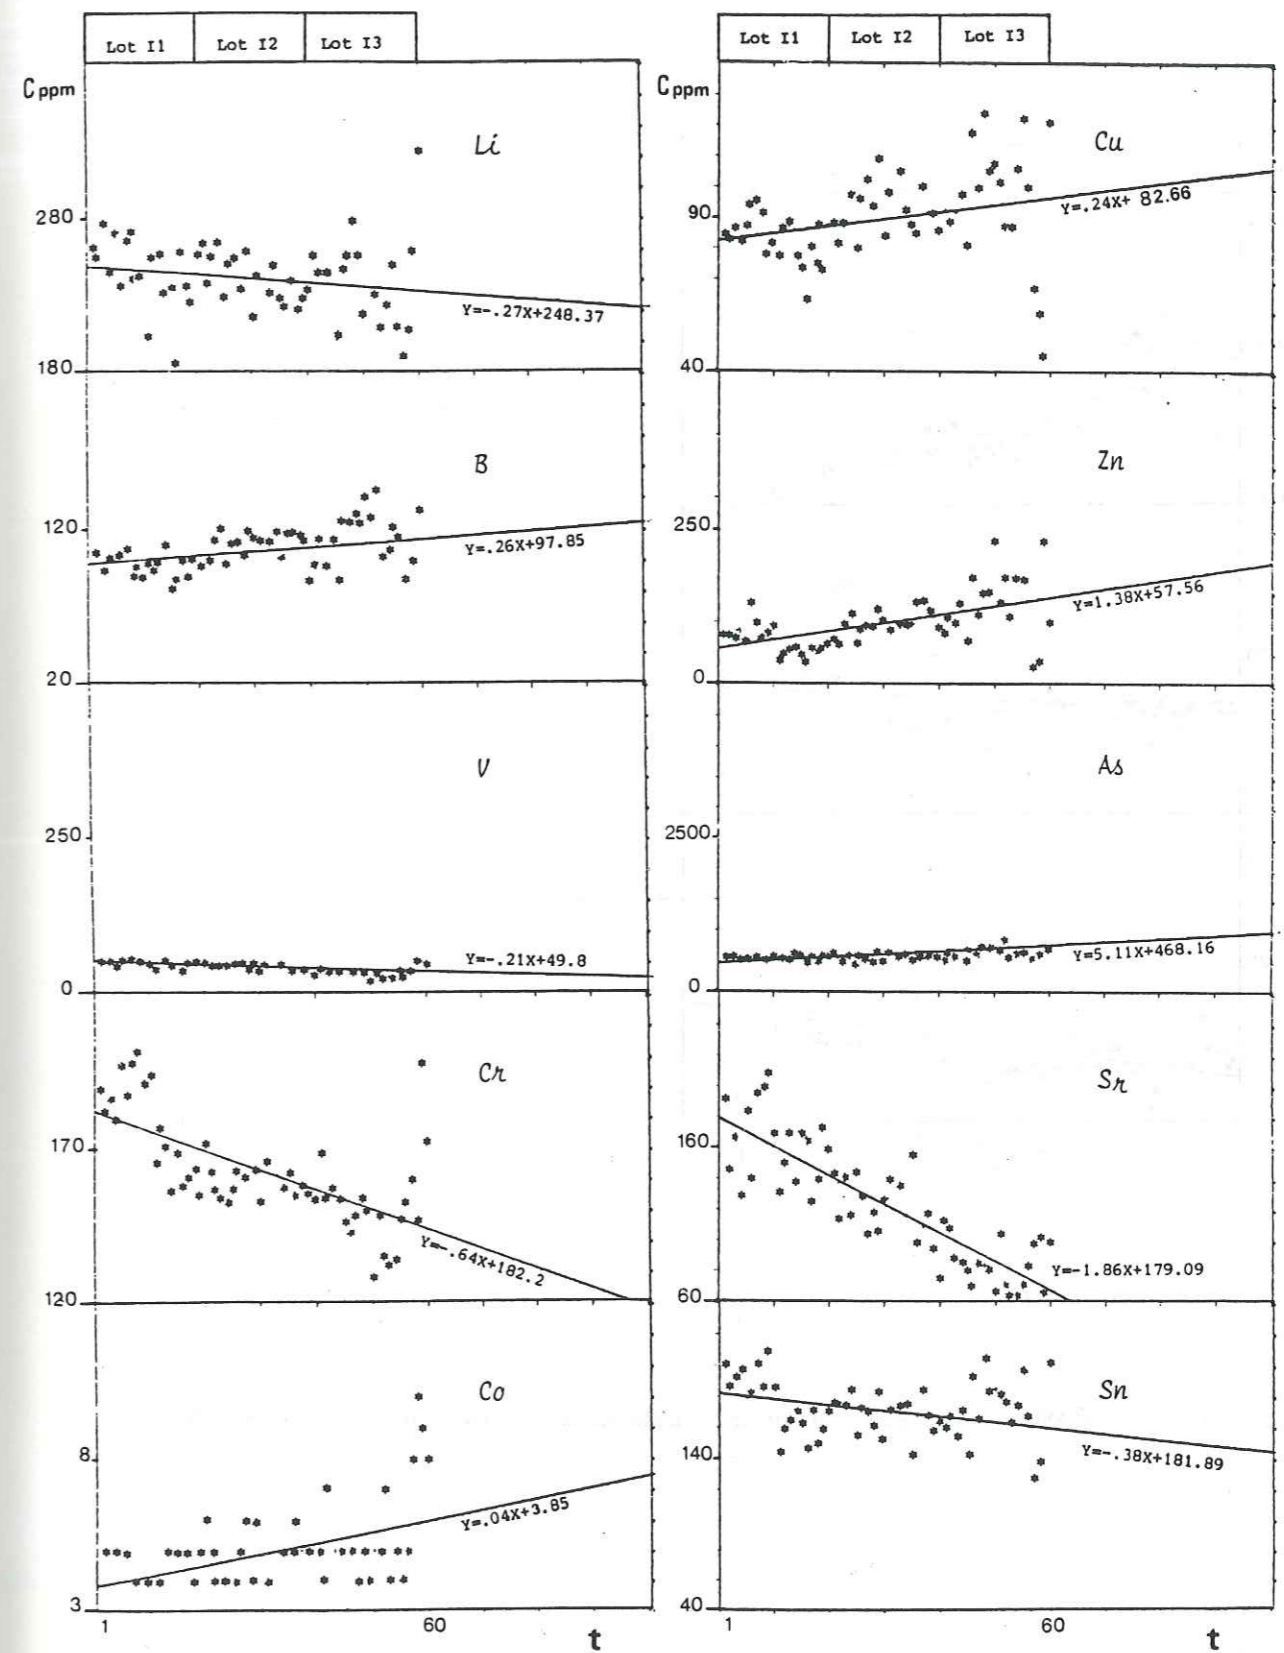 Lot I1 Lot I2 Lot I3
C ppm
Li
280
Y=-.27X+248.37
180
B
120
Y=.26X+97.85
20
V
250
Y=-.21X+49.8
0
Cr
170
Y=-.64X+182.2
120
Co
8
Y=.04X+3.85
3
1 60 t
Lot I1 Lot I2 Lot I3
C ppm
Cu
90
Y=.24X+ 82.66
40
Zn
250
Y=1.38X+57.56
0
As
2500
Y=5.11X+468.16
0
Sr
160
Y=-1.86X+179.09
60
Sn
140
Y=-.38X+181.89
40
1 60 t